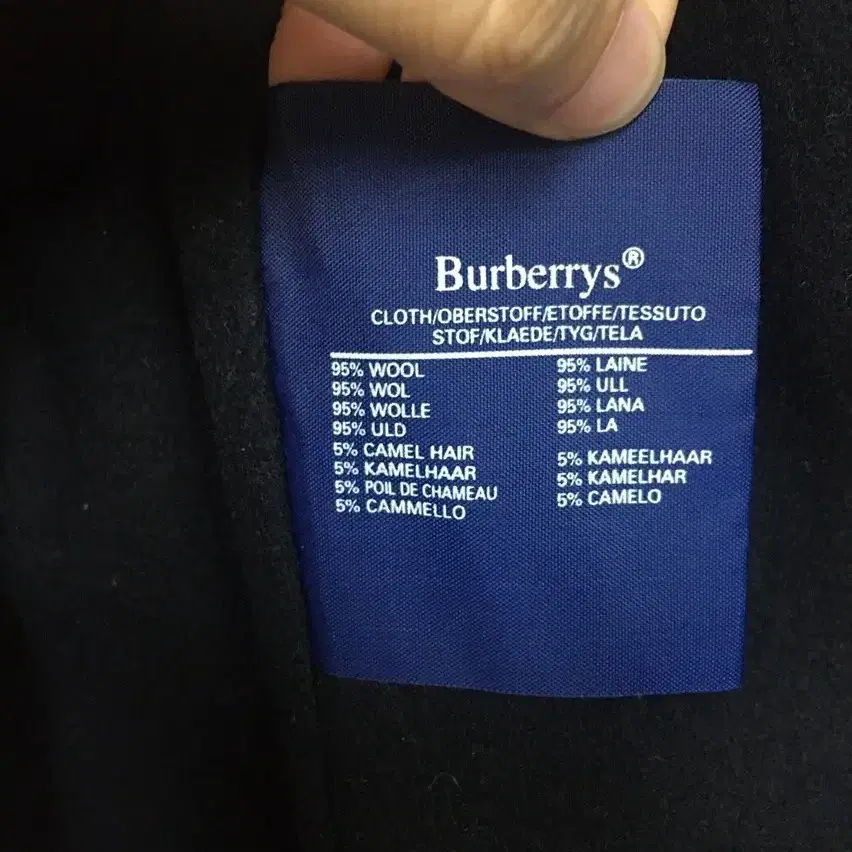 Burberrys®
CLOTH/OBERSTOFF/ETOFFE/TESSUTO
STOF/KLAEDE/TYG/TELA
95% WOOL
95% WOL
95% WOLLE
95% ULD
5% CAMEL HAIR
5% KAMELHAAR
5% POIL DE CHAMEAU
5% CAMMELLO
95% LAINE
95% ULL
95% LANA
95% LA
5% KAMEELHAAR
5% KAMELHAR
5% CAMELO